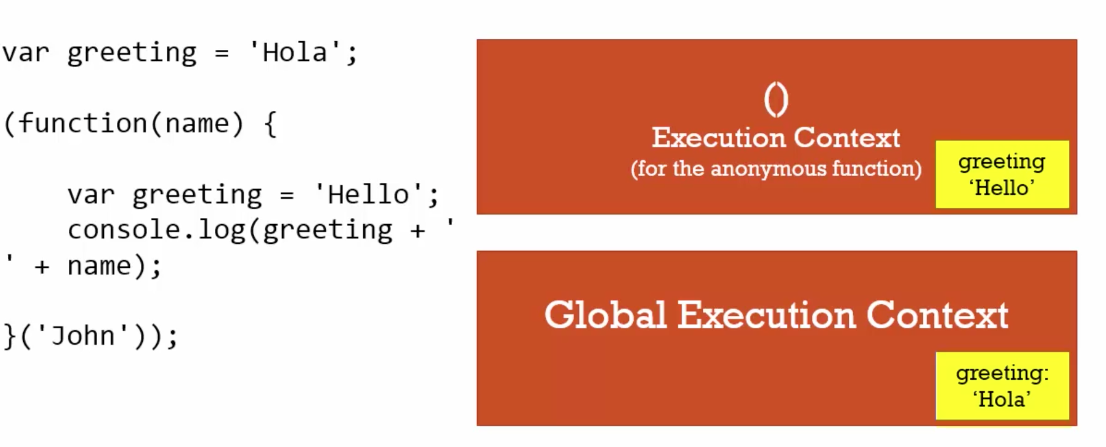 var greeting = 'Hola';
(function(name) {
var greeting = 'Hello';
console.log(greeting + '
' + name);
}('John'));
()
Execution Context
(for the anonymous function)
greeting
‘Hello’
Global Execution Context
greeting:
‘Hola’